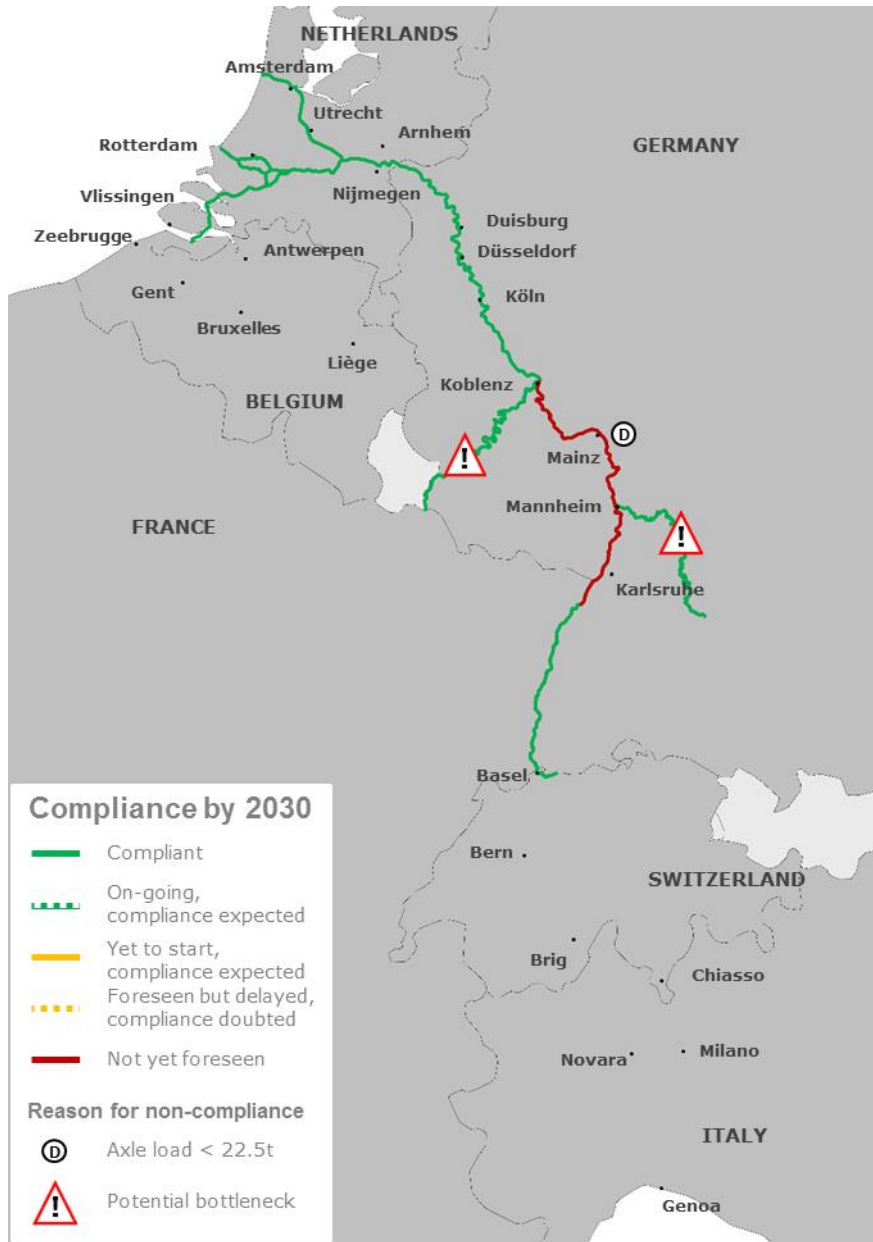 NETHERLANDS
Amsterdam
Utrecht
Arnhem
Rotterdam
GERMANY
Nijmegen
Vlissingen
Duisburg
Zeebrugge
Antwerpen
Düsseldorf
Gent
Köln
Bruxelles
Liège
Koblenz
BELGIUM
D
!
Mainz
Mannheim
FRANCE
!
Karlsruhe
Basel
Compliance by 2030
Compliant
On-going,
compliance expected
Yet to start,
compliance expected
Foreseen but delayed,
compliance doubted
Not yet foreseen
Reason for non-compliance
D Axle load < 22.5t
! Potential bottleneck
Bern
SWITZERLAND
Brig
Chiasso
Novara
Milano
ITALY
Genoa